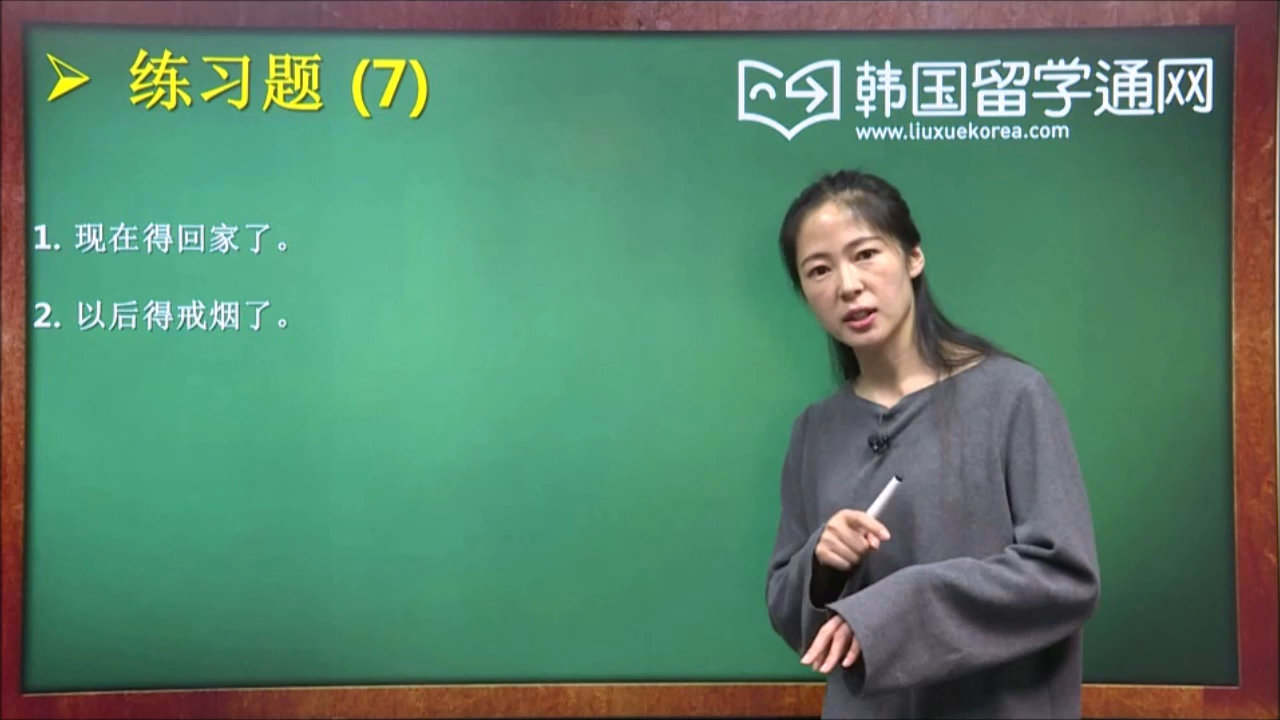 练习题 (7)
韩国留学通网
www.liuxuekorea.com
1. 现在得回家了。
2. 以后得戒烟了。